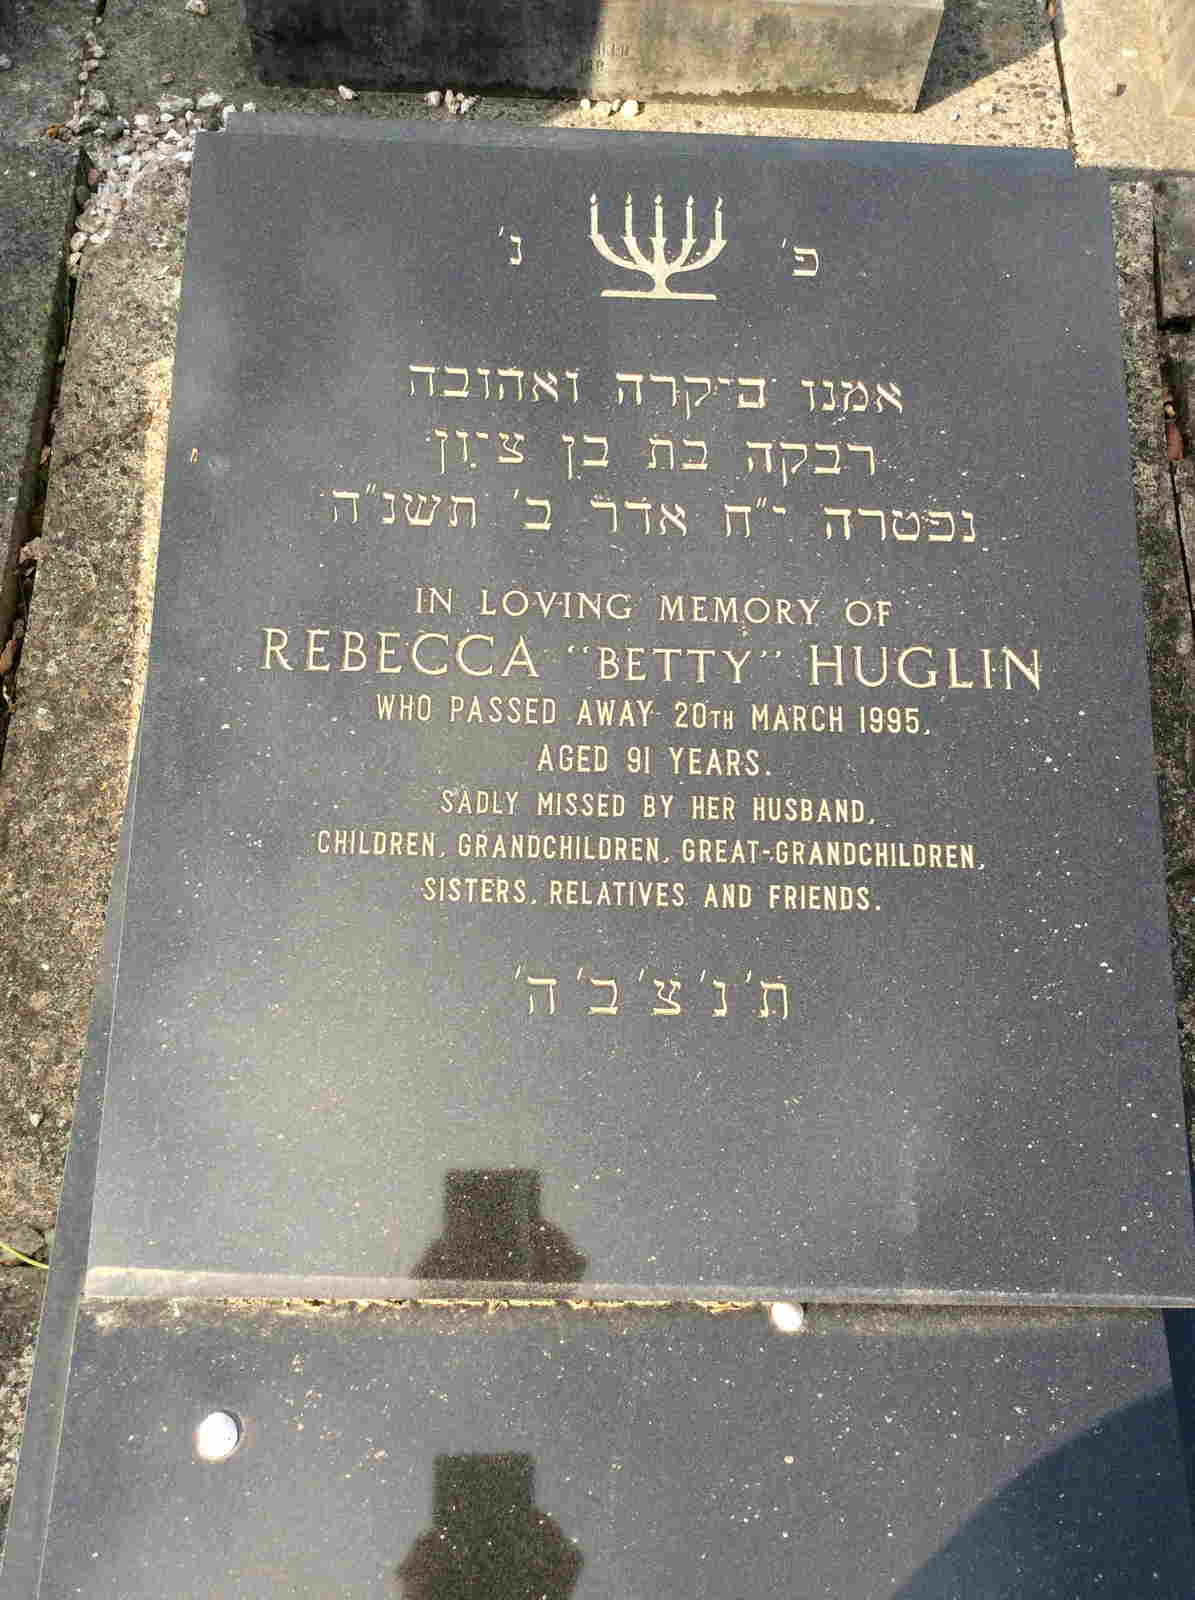 פ' נ'
אמנו היקרה ואהובה
רבקה בת בן ציון
נפטרה י"ח אדר ב' תשנ"ה
IN LOVING MEMORY OF
REBECCA "BETTY" HUGLIN
WHO PASSED AWAY 20TH MARCH 1995,
AGED 91 YEARS.
SADLY MISSED BY HER HUSBAND,
CHILDREN, GRANDCHILDREN, GREAT-GRANDCHILDREN,
SISTERS, RELATIVES AND FRIENDS.
ת' נ' צ' ב' ה'